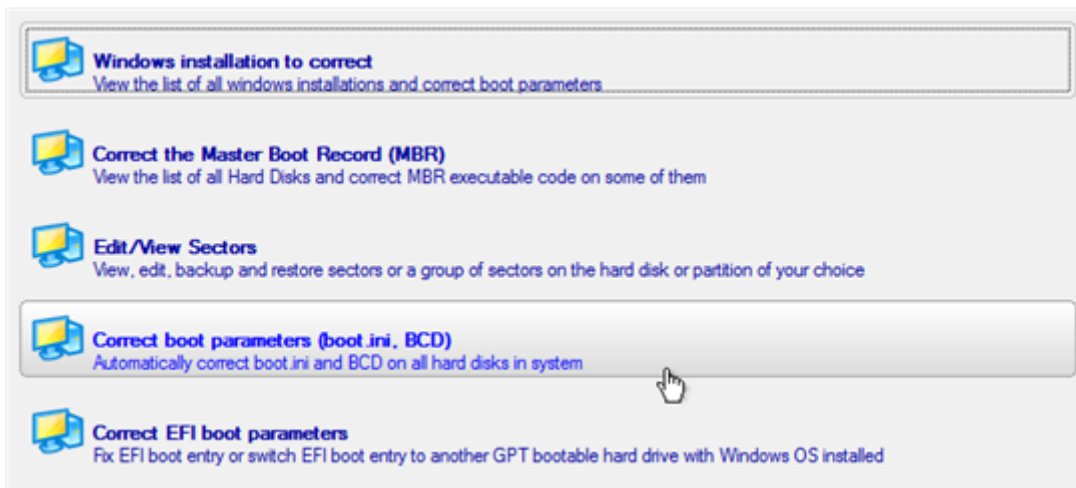 Windows installation to correct
View the list of all windows installations and correct boot parameters
Correct the Master Boot Record (MBR)
View the list of all Hard Disks and correct MBR executable code on some of them
Edit/View Sectors
View, edit, backup and restore sectors or a group of sectors on the hard disk or partition of your choice
Correct boot parameters (boot.ini, BCD)
Automatically correct boot.ini and BCD on all hard disks in system
Correct EFI boot parameters
Fix EFI boot entry or switch EFI boot entry to another GPT bootable hard drive with Windows OS installed